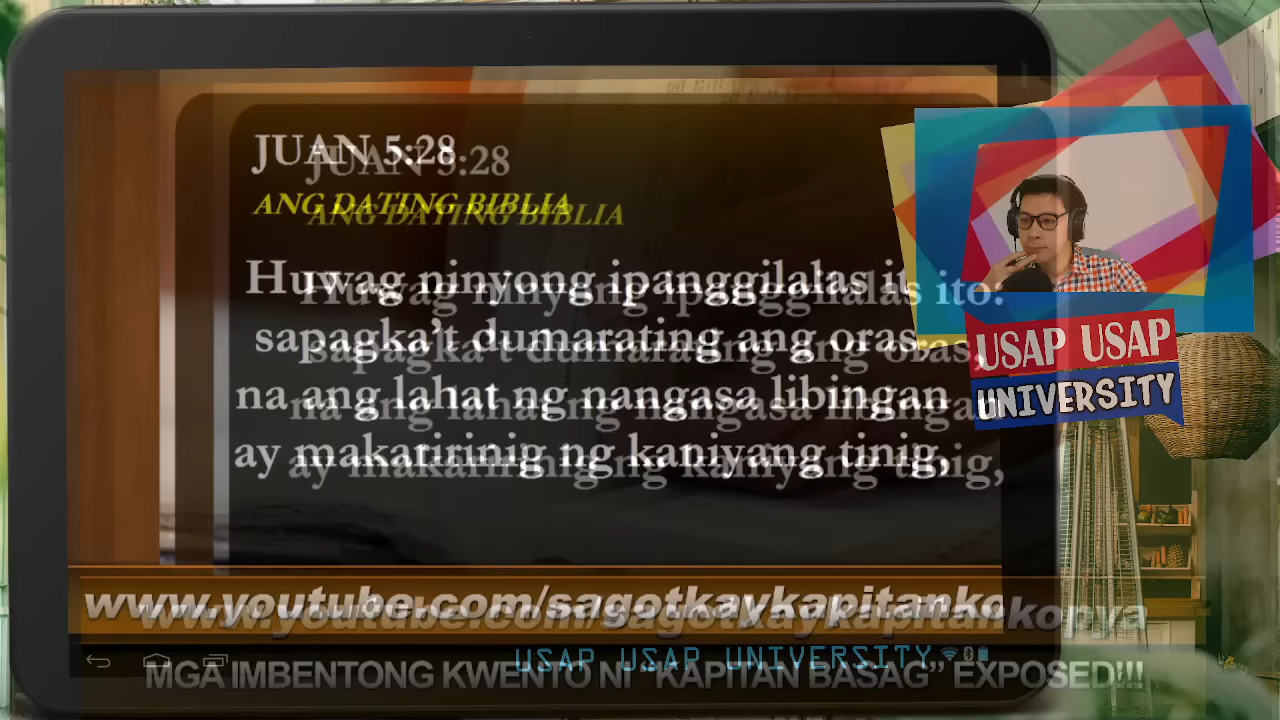 JUAN 5:28
ANG DATING BIBLIA
Huwag ninyong ipanggilalas ito:
sapagka't dumarating ang oras,
na ang lahat ng nangasa libingan
ay makaririnig ng kaniyang tinig,
USAP USAP
UNIVERSITY
www.youtube.com/sagotkaykapitankopya
USAP USAP UNIVERSITY
MGA IMBENTONG KWENTO NI "KAPITAN BASAG" EXPOSED!!!